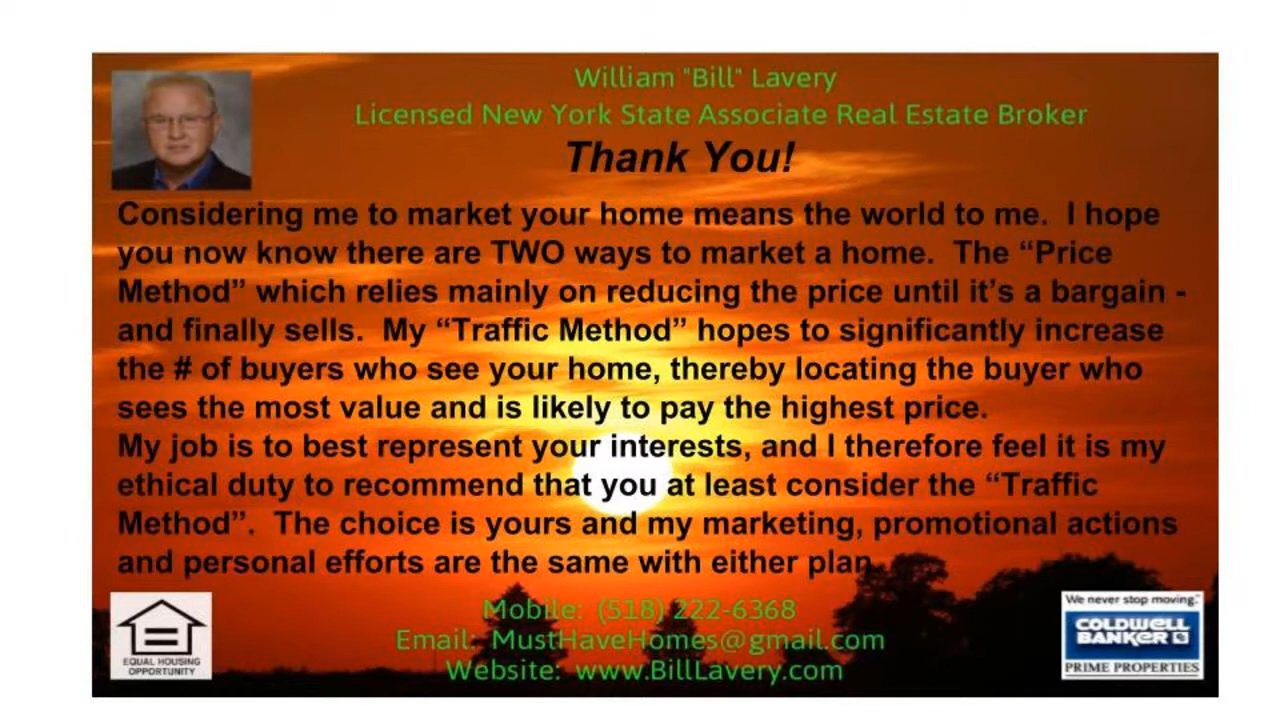 William "Bill" Lavery
Licensed New York State Associate Real Estate Broker
Thank You!
Considering me to market your home means the world to me.  I hope
you now know there are TWO ways to market a home.  The “Price
Method” which relies mainly on reducing the price until it’s a bargain -
and finally sells.  My “Traffic Method” hopes to significantly increase
the # of buyers who see your home, thereby locating the buyer who
sees the most value and is likely to pay the highest price.
My job is to best represent your interests, and I therefore feel it is my
ethical duty to recommend that you at least consider the “Traffic
Method”.  The choice is yours and my marketing, promotional actions
and personal efforts are the same with either plan.
Mobile:  (518) 222-6368
Email:  MustHaveHomes@gmail.com
Website:  www.BillLavery.com
EQUAL HOUSING
OPPORTUNITY
We never stop moving.™
COLDWELL
BANKER
PRIME PROPERTIES